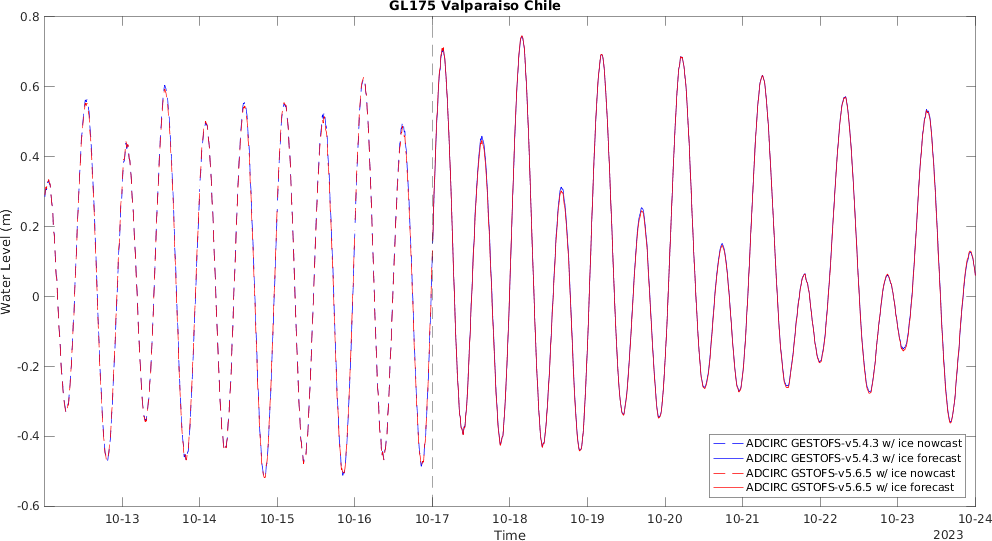 GL175 Valparaiso Chile
0.8
0.6
0.4
0.2
0
-0.2
-0.4
-0.6
Water Level (m)
ADCIRC GESTOFS-v5.4.3 w/ ice nowcast
ADCIRC GESTOFS-v5.4.3 w/ ice forecast
ADCIRC GSTOFS-v5.6.5 w/ ice nowcast
ADCIRC GSTOFS-v5.6.5 w/ ice forecast
10-13 10-14 10-15 10-16 10-17 10-18 10-19 10-20 10-21 10-22 10-23 10-24
Time
2023